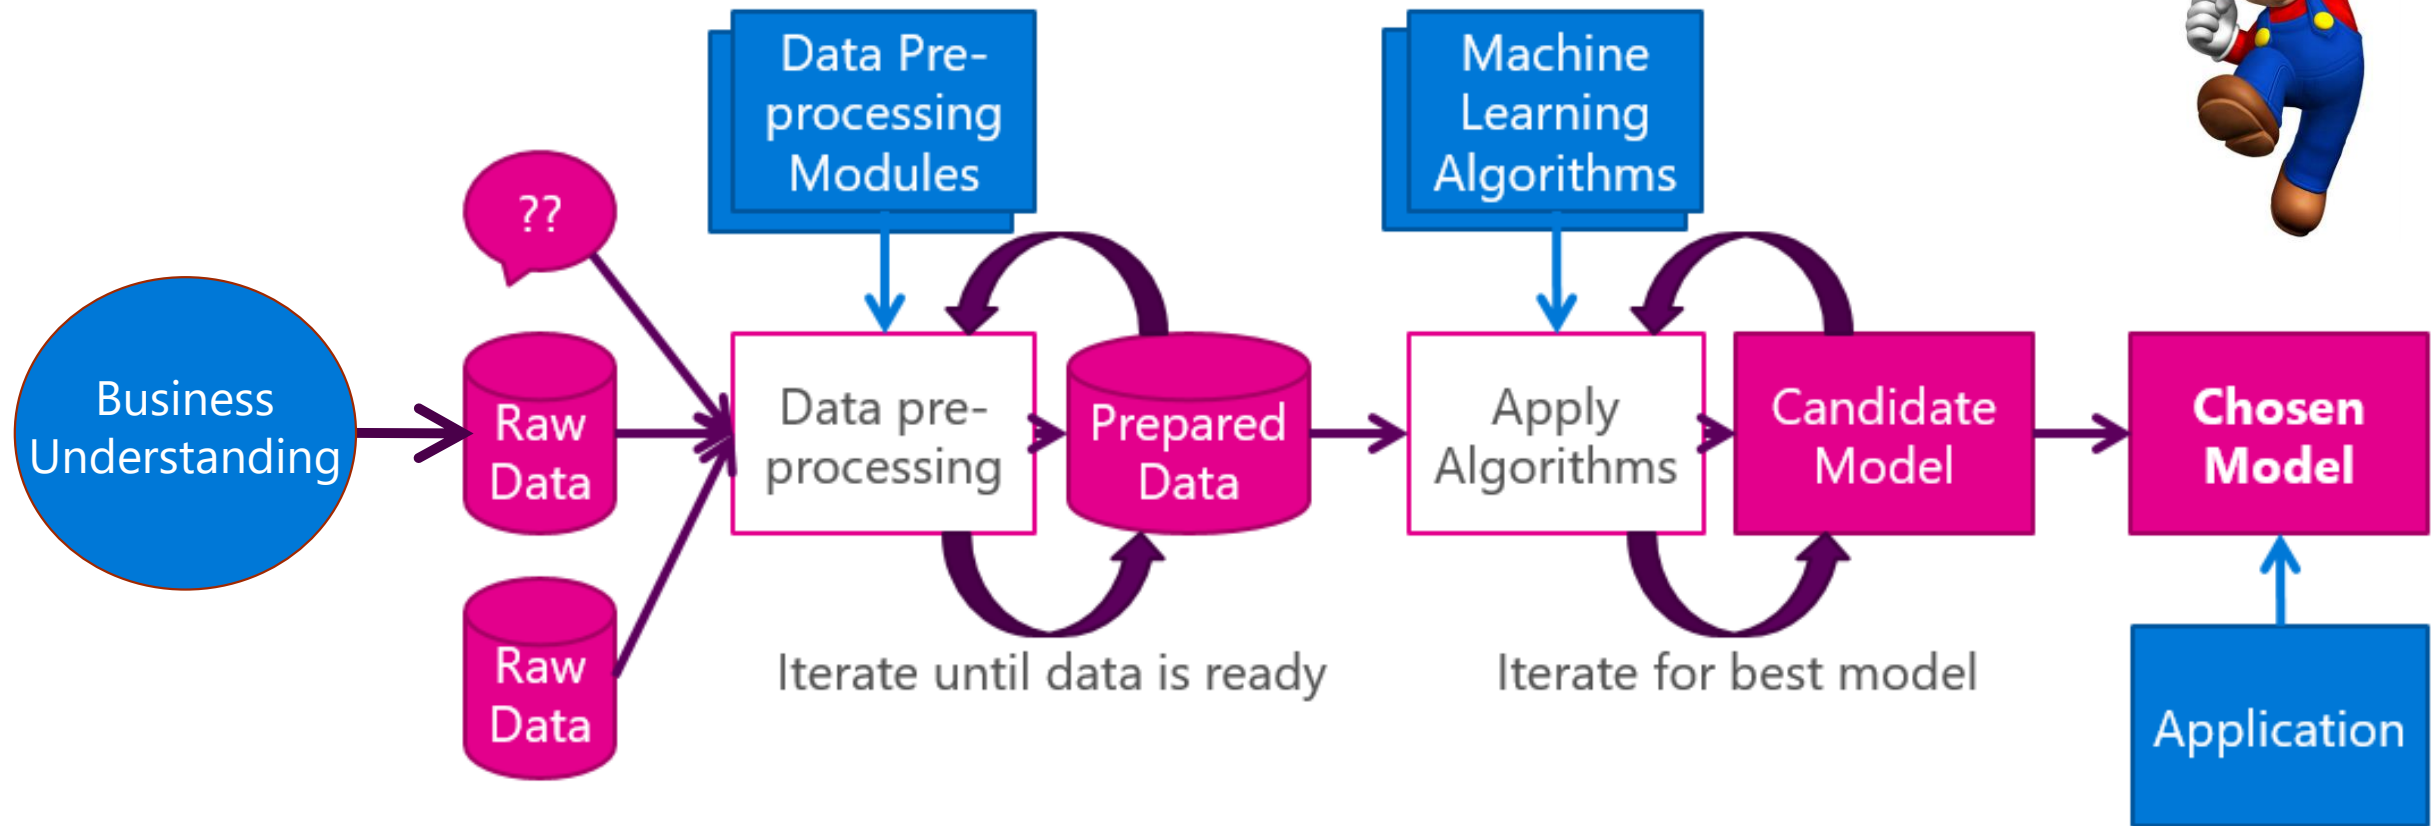 Data Pre-
processing
Modules
Machine
Learning
Algorithms
??
Business
Understanding
Raw
Data
Data pre-
processing
Prepared
Data
Apply
Algorithms
Candidate
Model
Chosen
Model
Raw
Data
Iterate until data is ready
Iterate for best model
Application